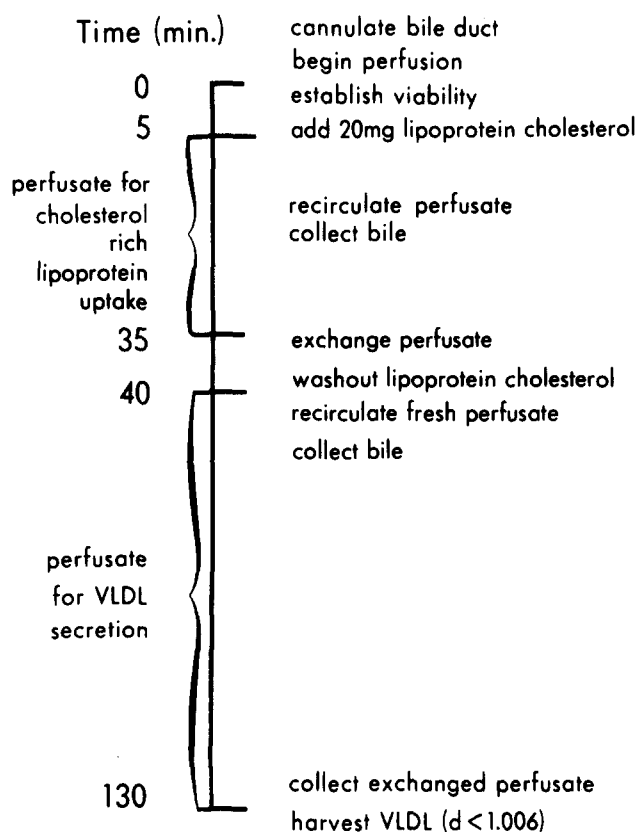 Time (min.)
cannulate bile duct
begin perfusion
0
establish viability
5
add 20mg lipoprotein cholesterol
perfusate for
cholesterol
rich
lipoprotein
uptake
recirculate perfusate
collect bile
35
exchange perfusate
40
washout lipoprotein cholesterol
recirculate fresh perfusate
collect bile
perfusate
for VLDL
secretion
130
collect exchanged perfusate
harvest VLDL (d < 1.006)